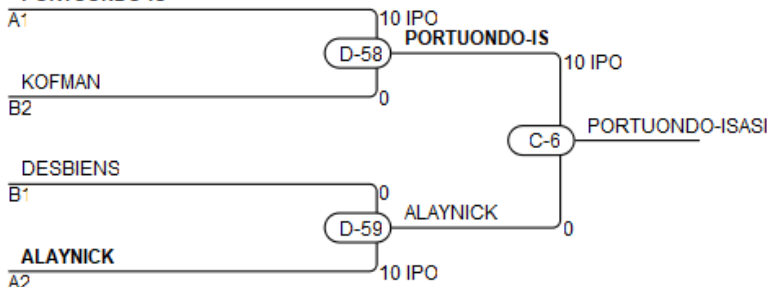 A1
10 IPO
D-58
PORTUONDO-IS
10 IPO
KOFMAN
B2
0
C-6
PORTUONDO-ISASI
DESBIENS
B1
0
D-59
ALAYNICK
0
ALAYNICK
A2
10 IPO